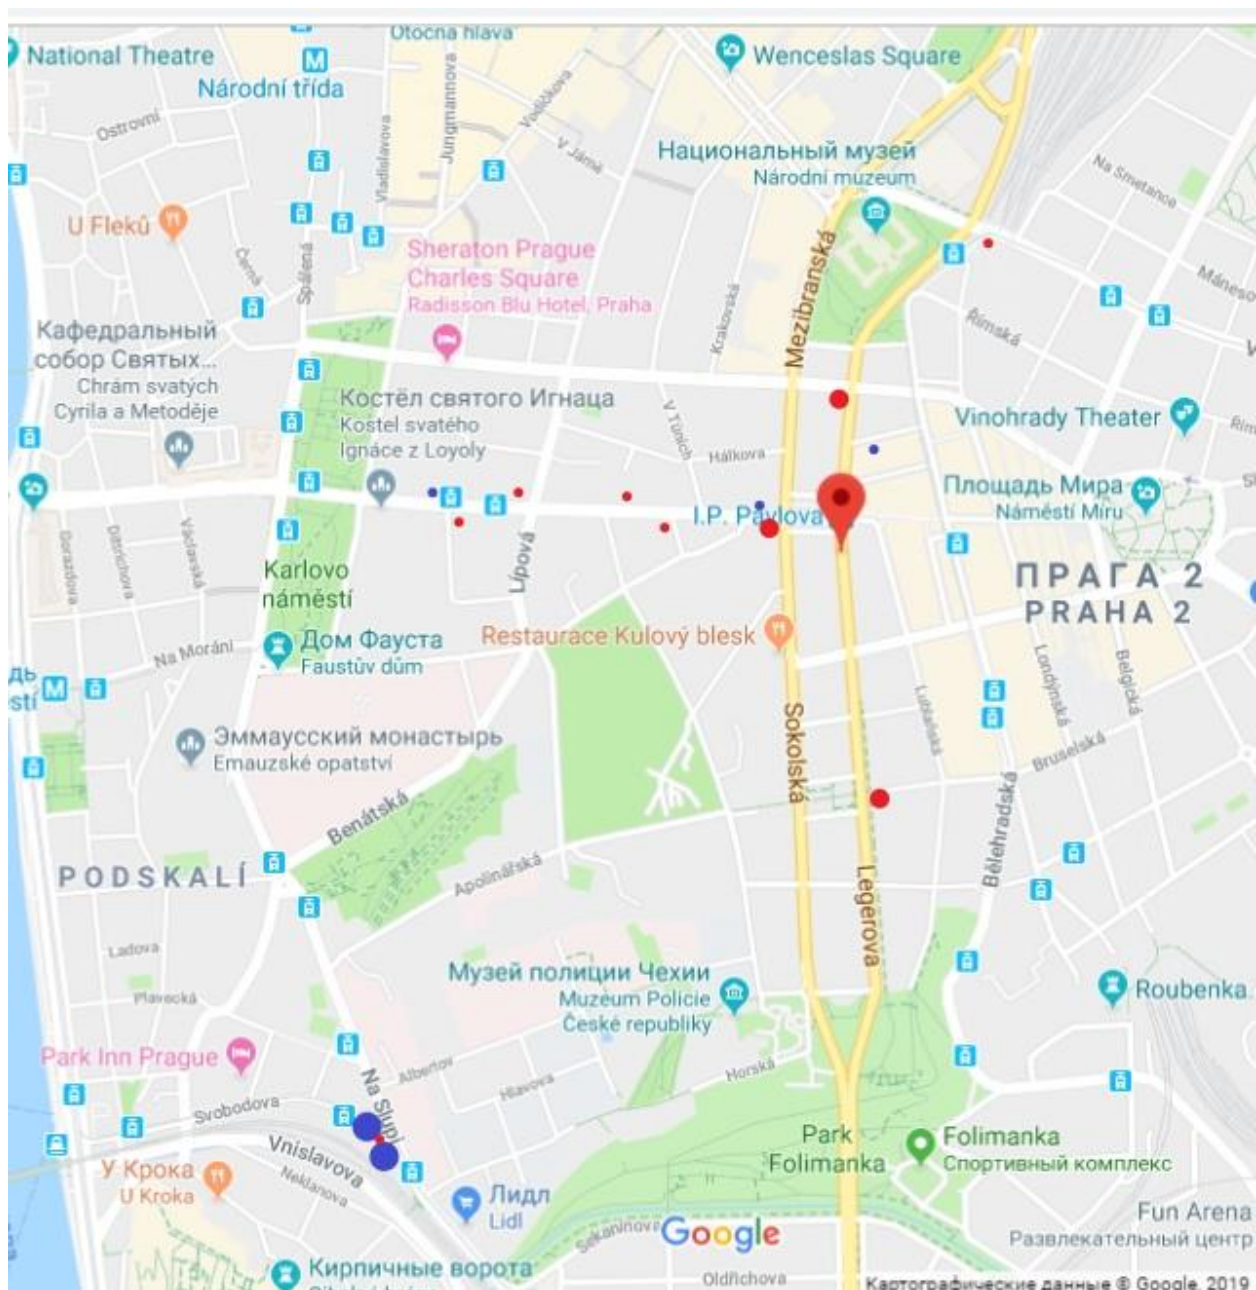 Otočná hlava
National Theatre
Wenceslas Square
M
Národní třída
Ostrovní
Vladislavova
Jungmannova
Vodičkova
V Jámě
Национальный музей
Národní muzeum
Na Smetance
U Fleků
Černá
Spálená
Sheraton Prague
Charles Square
Radisson Blu Hotel, Praha
Krakovská
Mezibranská
Římská
Mánesov
Кафедральный
собор Святых...
Chrám svatých
Cyrila a Metoděje
Костёл святого Игнаца
Kostel svatého
Ignáce z Loyoly
V Tůních
Hálkova
Vinohrady Theater
Площадь Мира
Náměstí Míru
I.P. Pavlova
Gorazdova
Dittrichova
Václavská
Lípová
Karlovo
náměstí
ПРАГА 2
PRAHA 2
Restaurace Kulový blesk
Дом Фауста
Faustův dům
Na Moráni
M
Lublaňská
Londýnská
Belgická
Эммаусский монастырь
Emauzské opatství
Sokolská
Bruselská
Benátská
Bělehradská
PODSKALÍ
Apolinářská
Legerova
Ladova
Plavecká
Музей полиции Чехии
Muzeum Policie
České republiky
Roubenka
Park Inn Prague
Albertov
Hlavova
Horská
Svobodova
Na Slupi
Vnislavova
Neklanova
У Крока
U Kroka
Park
Folimanka
Folimanka
Спортивный комплекс
Лидл
Lidl
Sekaninova
Google
Fun Arena
Развлекательный центр
Кирпичные ворота
Oldřichova
Картографические данные © Google, 2019